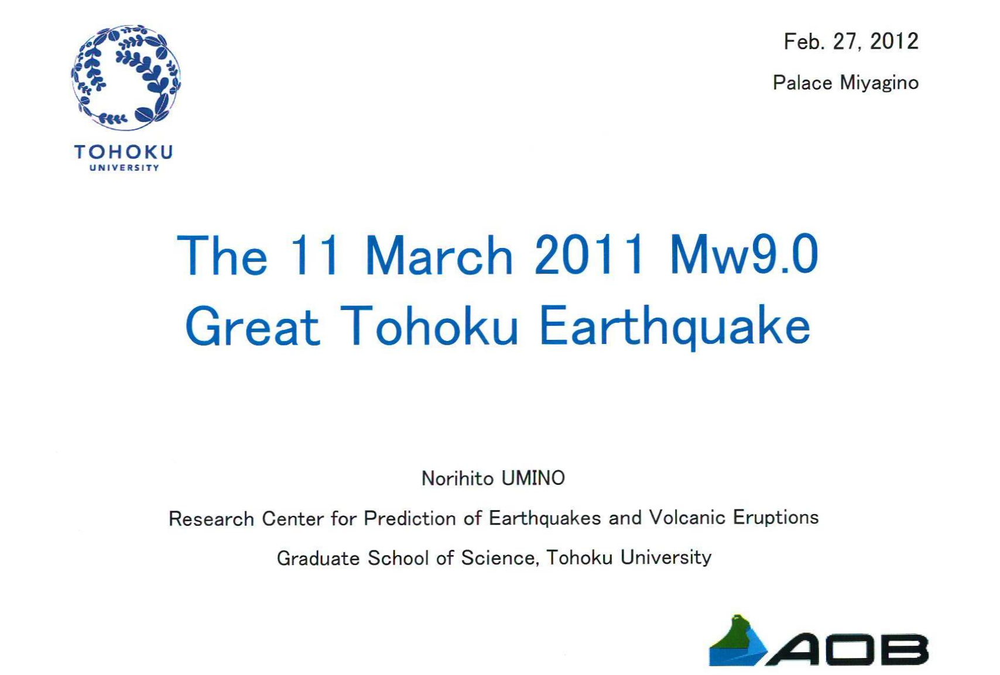 TOHOKU
UNIVERSITY
Feb. 27, 2012
Palace Miyagino
The 11 March 2011 Mw9.0
Great Tohoku Earthquake
Norihito UMINO
Research Center for Prediction of Earthquakes and Volcanic Eruptions
Graduate School of Science, Tohoku University
AOB